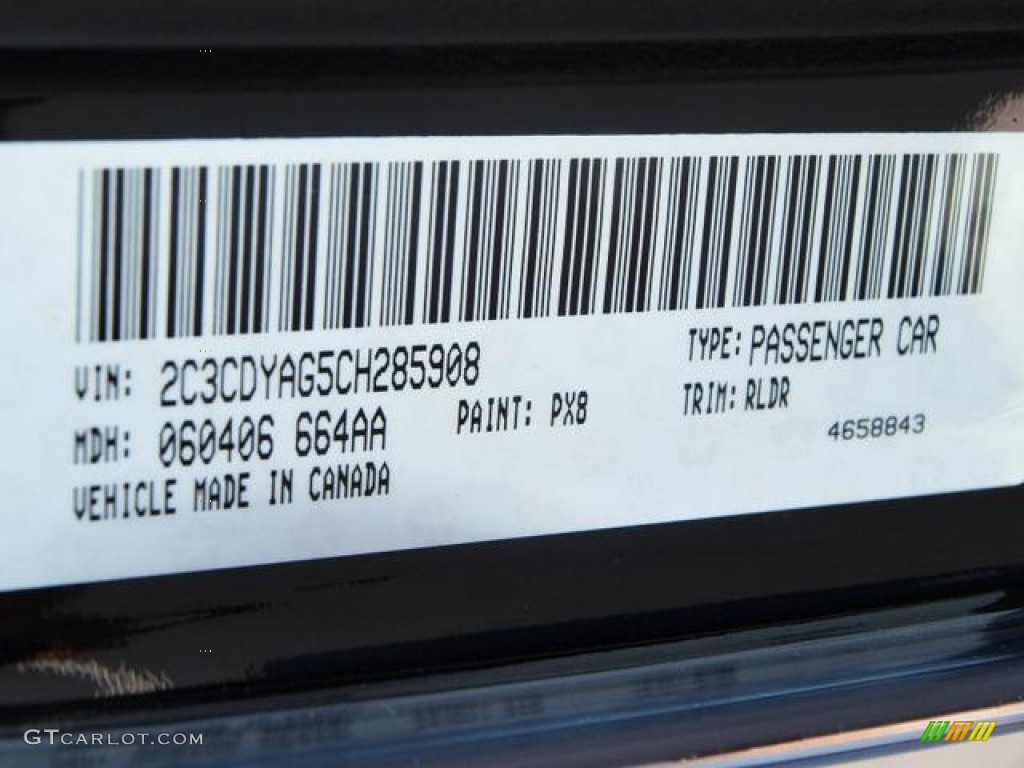 VIN: 2C3CDYAG5CH285908
TYPE: PASSENGER CAR
MDH: 060406 664AA
PAINT: PX8
TRIM: RLDR
4658843
VEHICLE MADE IN CANADA
GTCARLOT.COM